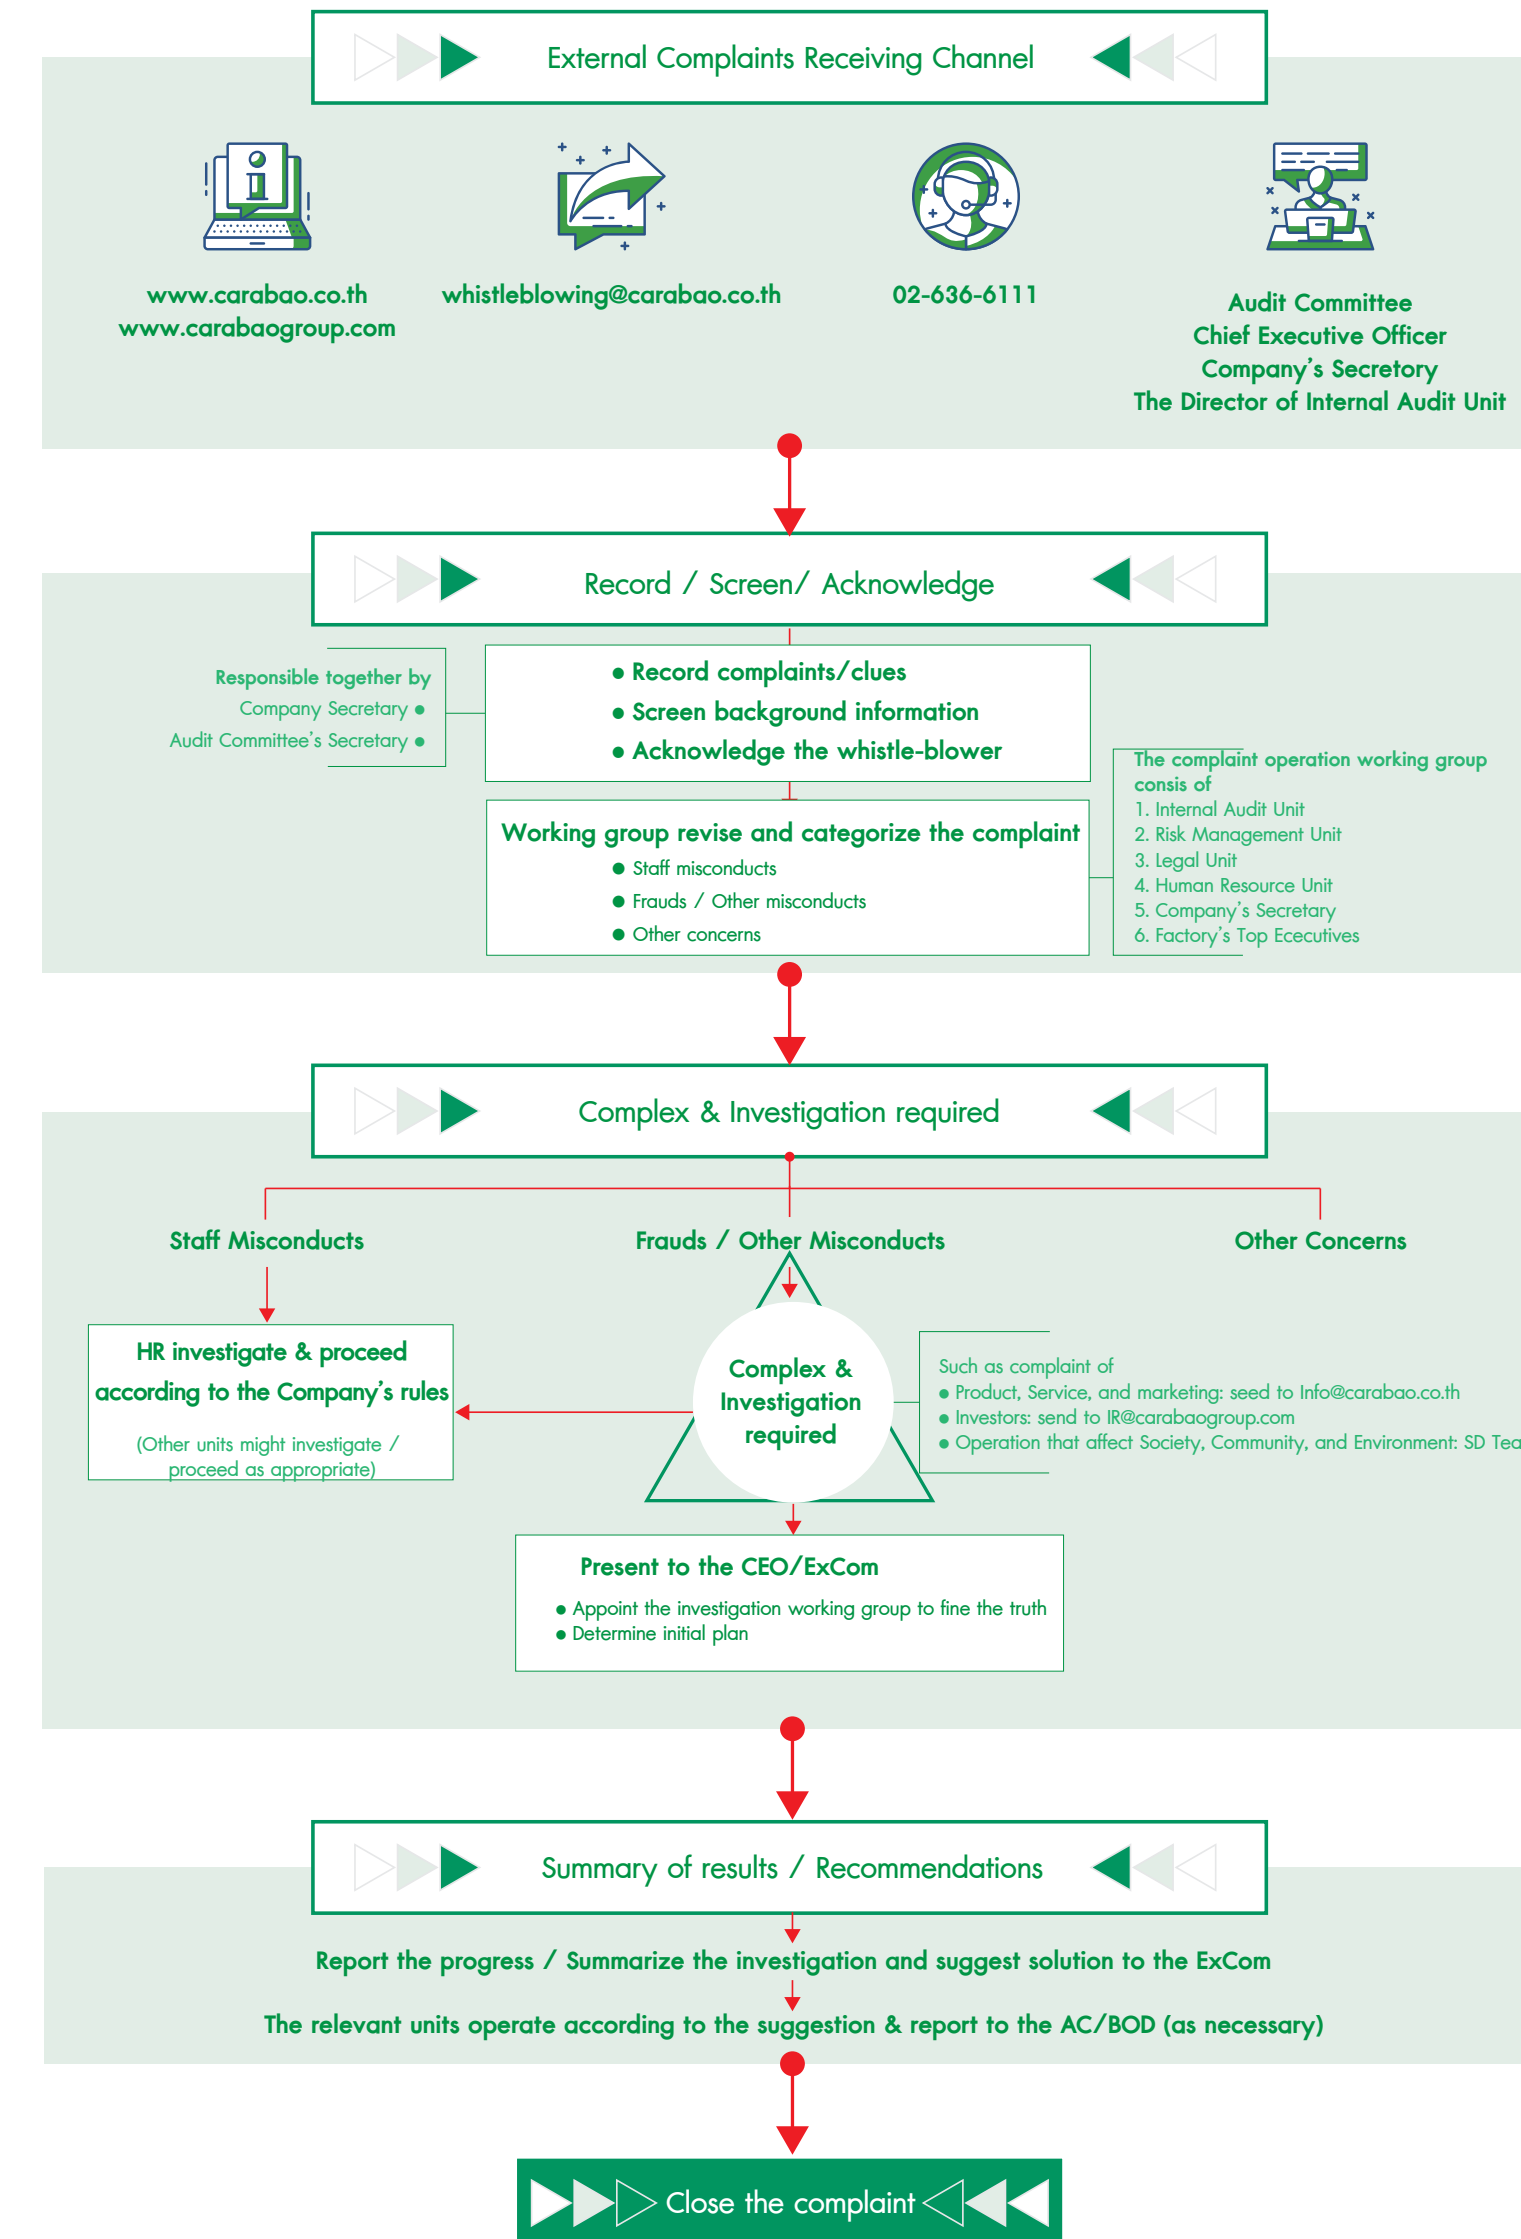 External Complaints Receiving Channel
www.carabao.co.th
www.carabaogroup.com
whistleblowing@carabao.co.th
02-636-6111
Audit Committee
Chief Executive Officer
Company's Secretory
The Director of Internal Audit Unit
Record / Screen/ Acknowledge
Responsible together by
Company Secretary ●
Audit Committee's Secretary ●
● Record complaints/clues
● Screen background information
● Acknowledge the whistle-blower
Working group revise and categorize the complaint
● Staff misconducts
● Frauds / Other misconducts
● Other concerns
The complaint operation working group
consis of
1. Internal Audit Unit
2. Risk Management Unit
3. Legal Unit
4. Human Resource Unit
5. Company's Secretary
6. Factory's Top Ececutives
Complex & Investigation required
Staff Misconducts
Frauds / Other Misconducts
Other Concerns
HR investigate & proceed
according to the Company's rules
(Other units might investigate /
proceed as appropriate)
Complex &
Investigation
required
Such as complaint of
● Product, Service, and marketing: seed to Info@carabao.co.th
● Investors: send to IR@carabaogroup.com
● Operation that affect Society, Community, and Environment: SD Tea
Present to the CEO/ExCom
● Appoint the investigation working group to fine the truth
● Determine initial plan
Summary of results / Recommendations
Report the progress / Summarize the investigation and suggest solution to the ExCom
The relevant units operate according to the suggestion & report to the AC/BOD (as necessary)
Close the complaint